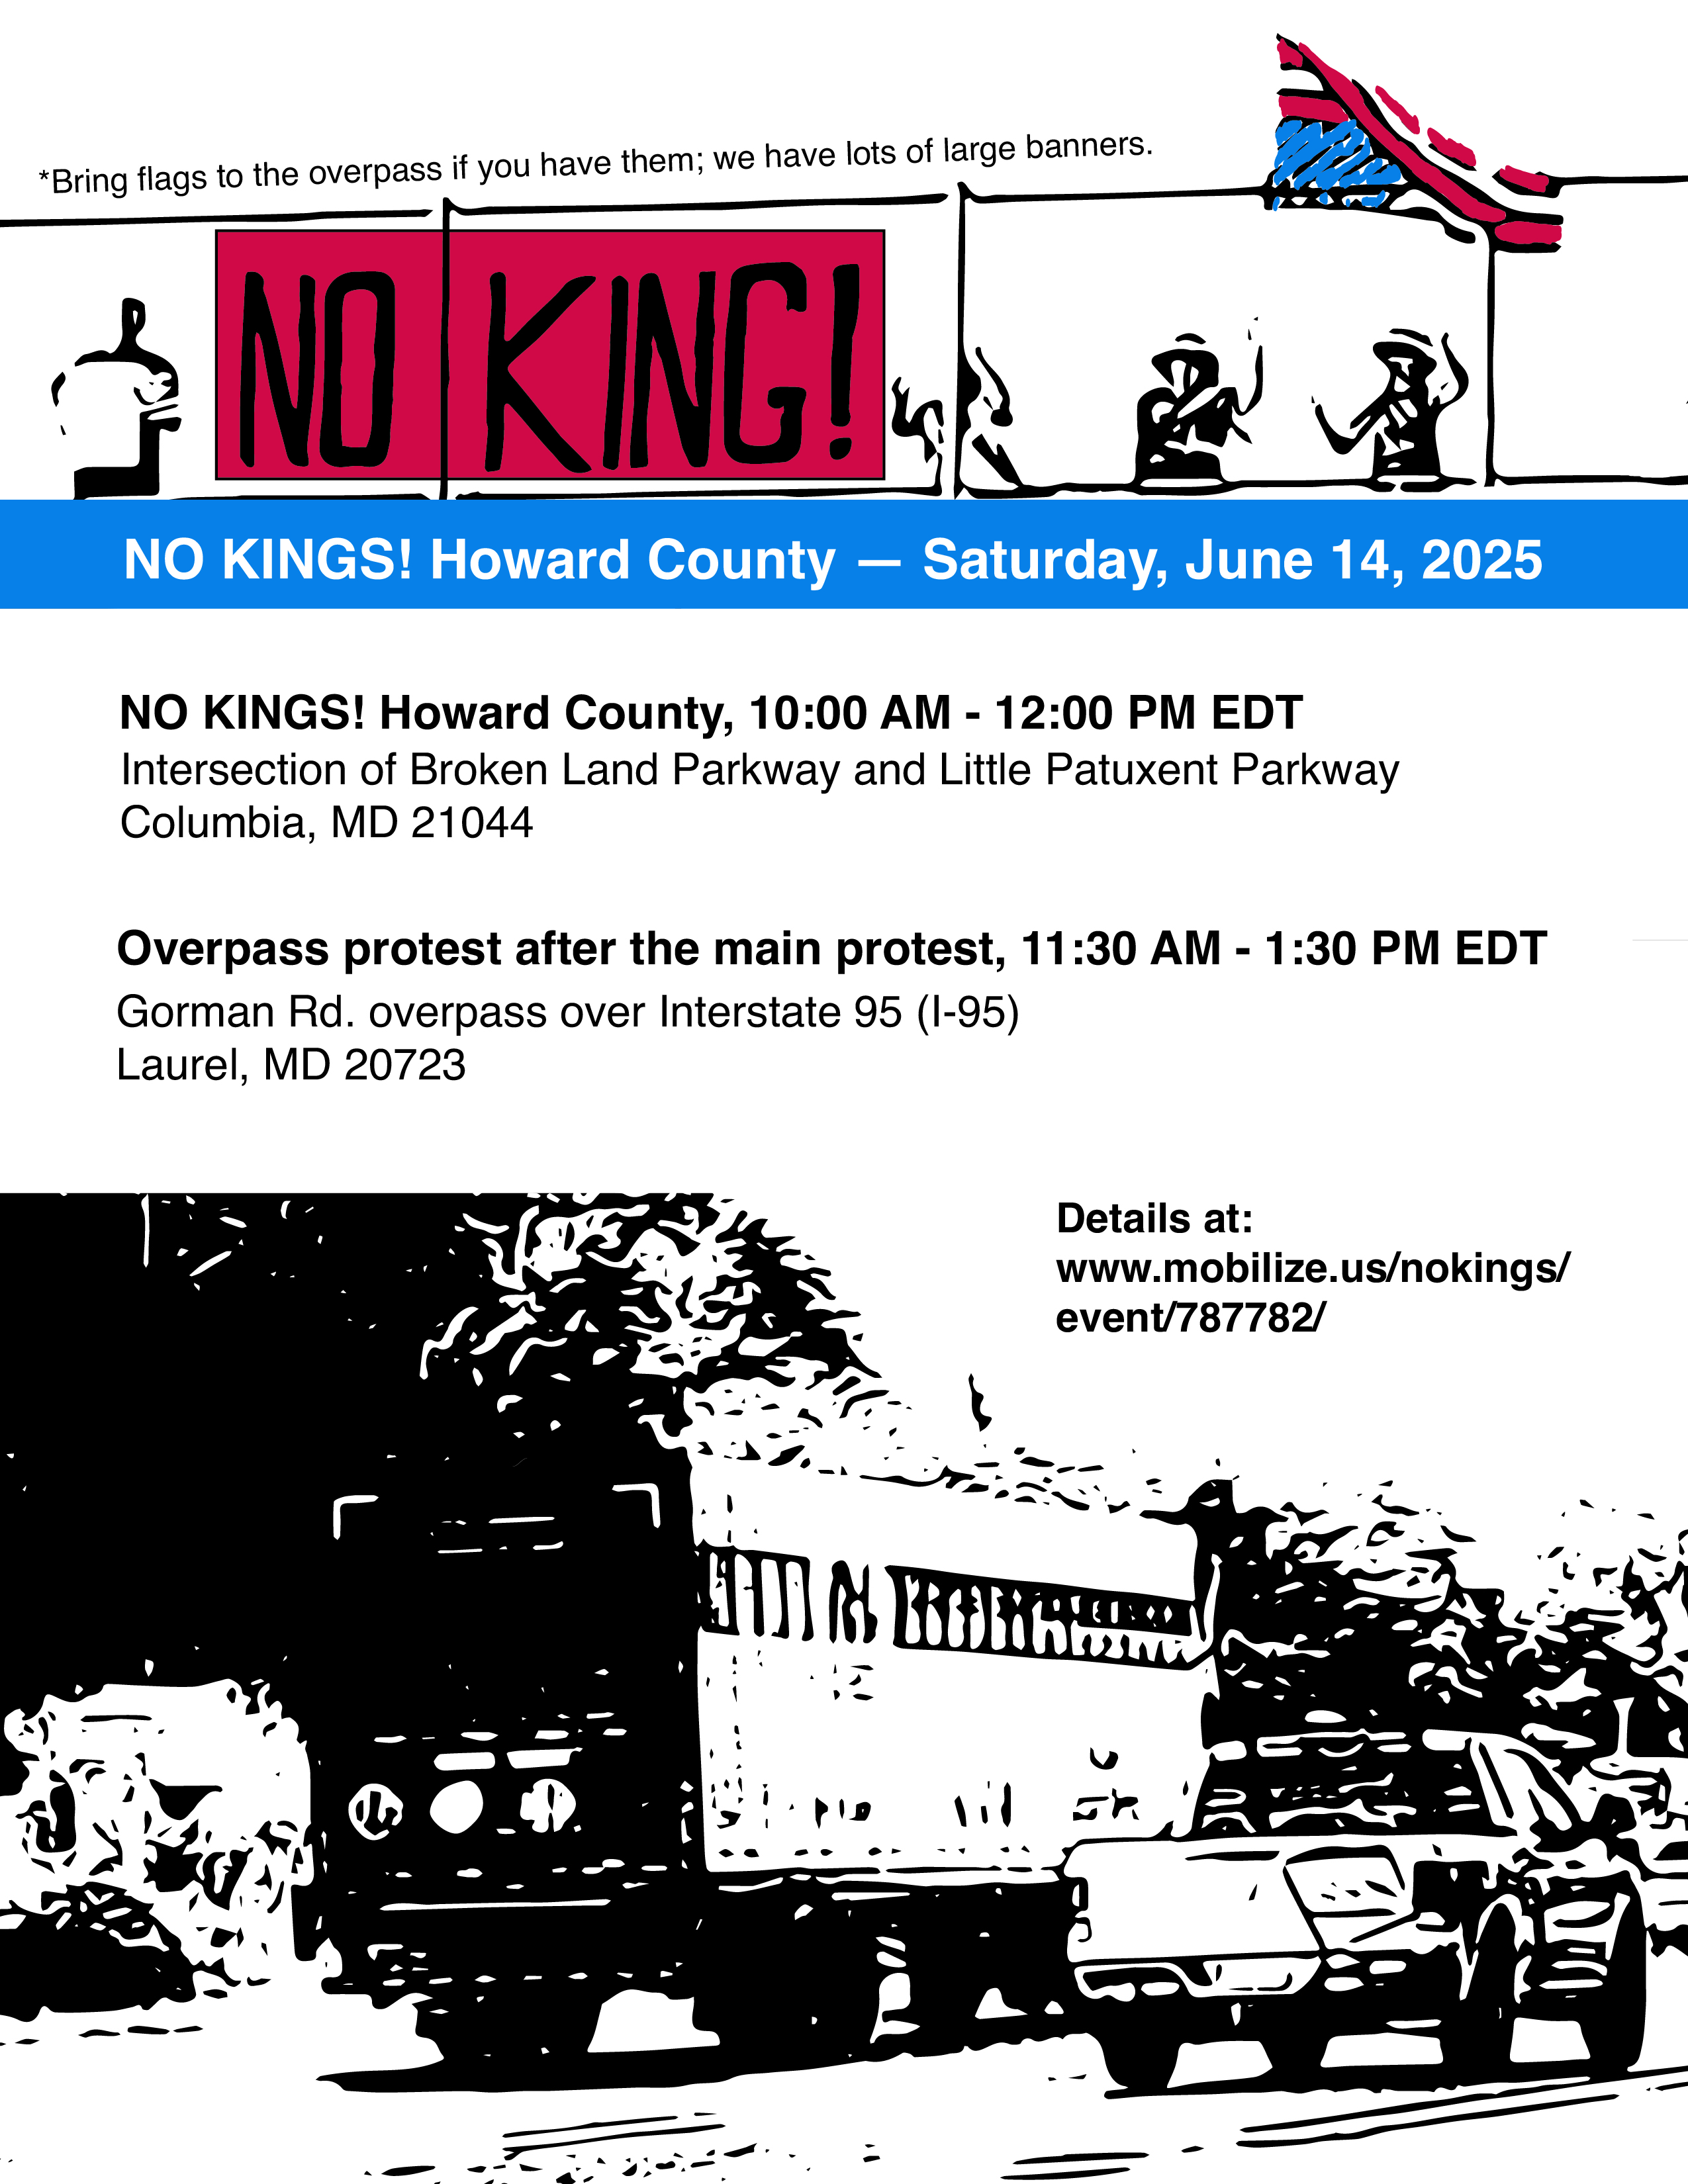 *Bring flags to the overpass if you have them; we have lots of large banners.
NO KING!
NO KINGS! Howard County — Saturday, June 14, 2025
NO KINGS! Howard County, 10:00 AM - 12:00 PM EDT
Intersection of Broken Land Parkway and Little Patuxent Parkway
Columbia, MD 21044
Overpass protest after the main protest, 11:30 AM - 1:30 PM EDT
Gorman Rd. overpass over Interstate 95 (I-95)
Laurel, MD 20723
Details at:
www.mobilize.us/nokings/
event/787782/